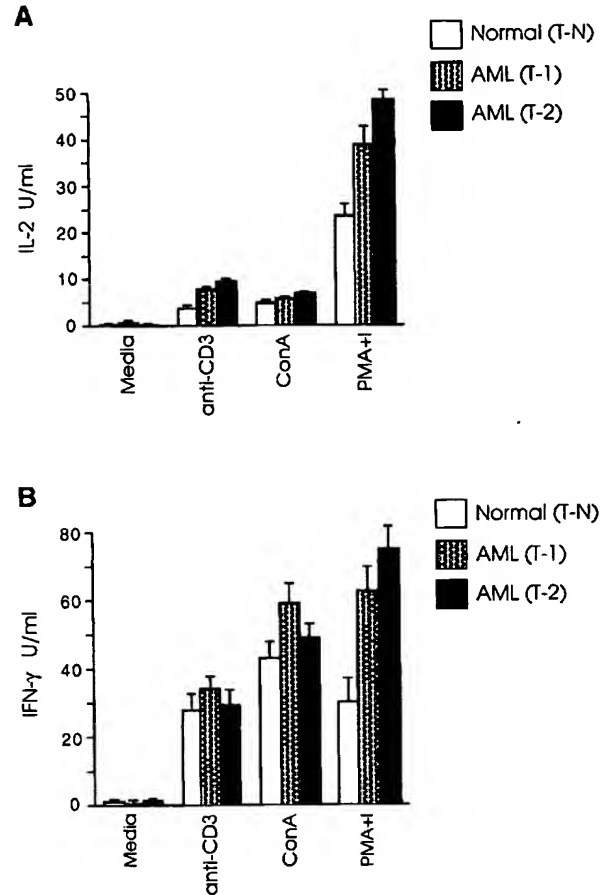 A
Normal (T-N)
AML (T-1)
AML (T-2)
50
40
30
20
10
0
IL-2 U/ml
Media
anti-CD3
ConA
PMA+I
B
Normal (T-N)
AML (T-1)
AML (T-2)
80
60
40
20
0
IFN-γ U/ml
Media
anti-CD3
ConA
PMA+I